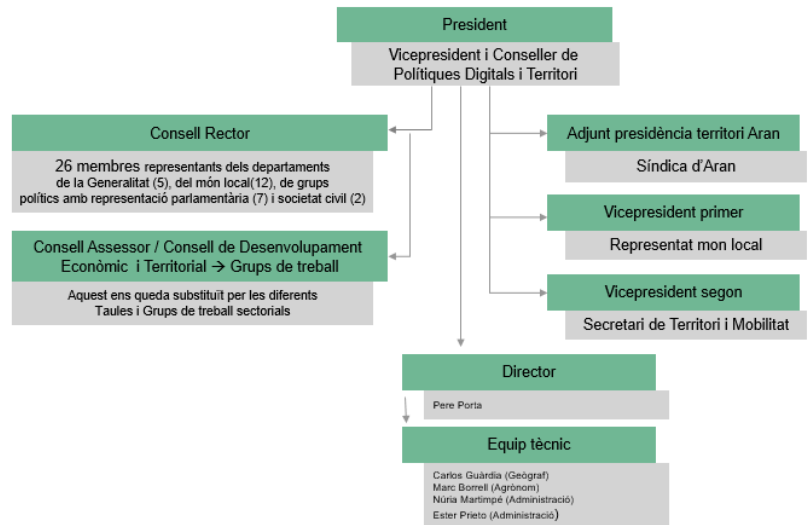 President
Vicepresident i Conseller de
Polítiques Digitals i Territori
Consell Rector
26 membres representants dels departaments
de la Generalitat (5), del món local(12), de grups
polítics amb representació parlamentària (7) i societat civil (2)
Consell Assessor / Consell de Desenvolupament
Econòmic i Territorial → Grups de treball
Aquest ens queda substituït per les diferents
Taules i Grups de treball sectorials
Adjunt presidència territori Aran
Síndica d'Aran
Vicepresident primer
Representat mon local
Vicepresident segon
Secretari de Territori i Mobilitat
Director
Pere Porta
Equip tècnic
Carlos Guàrdia (Geògraf)
Marc Borrell (Agrònom)
Núria Martimpé (Administració)
Ester Prieto (Administració)